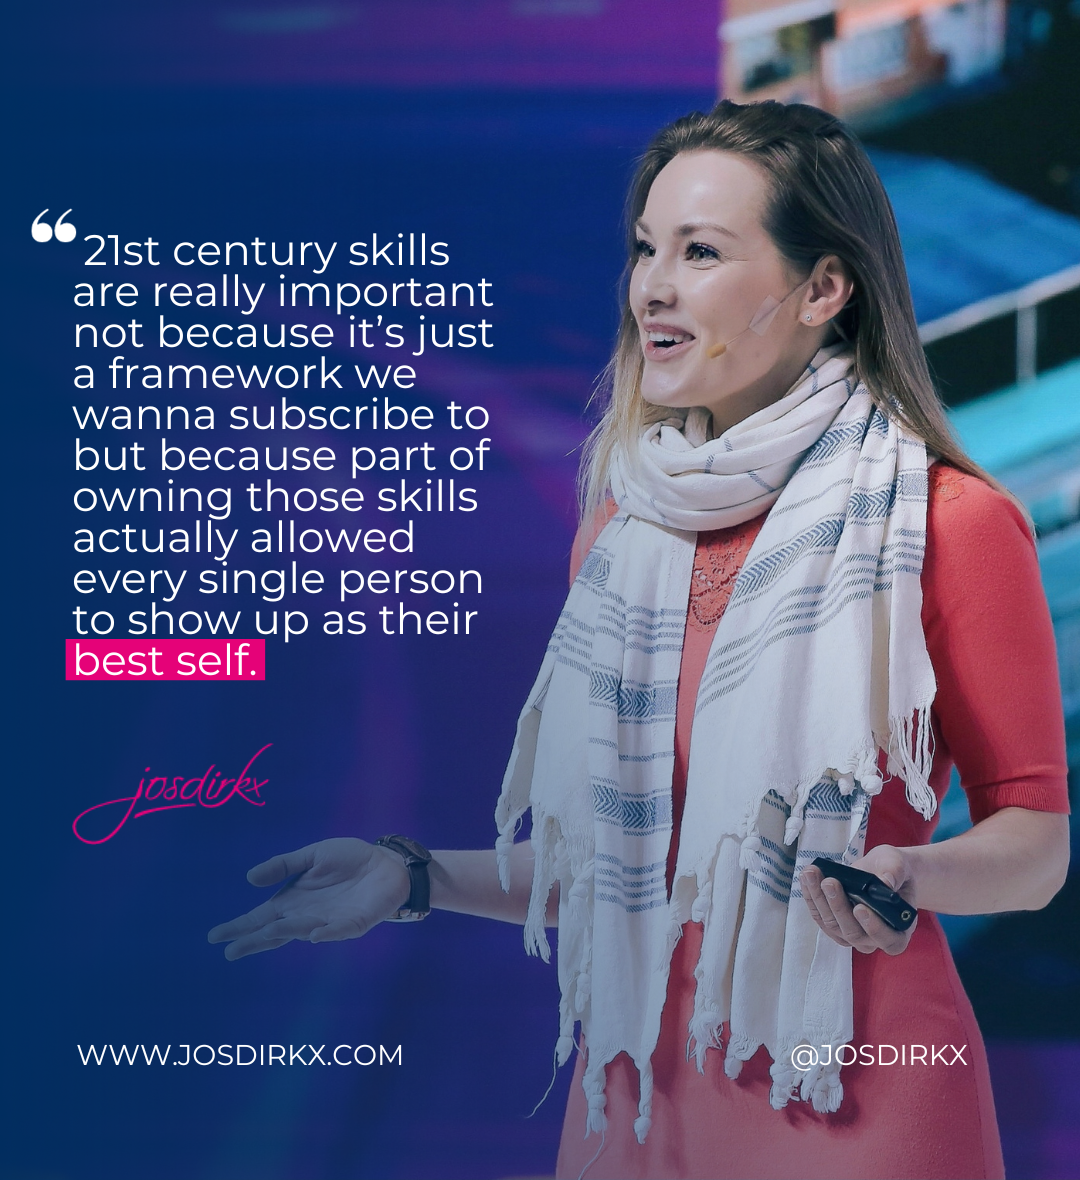 “ 21st century skills
are really important
not because it’s just
a framework we
wanna subscribe to
but because part of
owning those skills
actually allowed
every single person
to show up as their
best self.
josdirkx
WWW.JOSDIRKX.COM
@JOSDIRKX